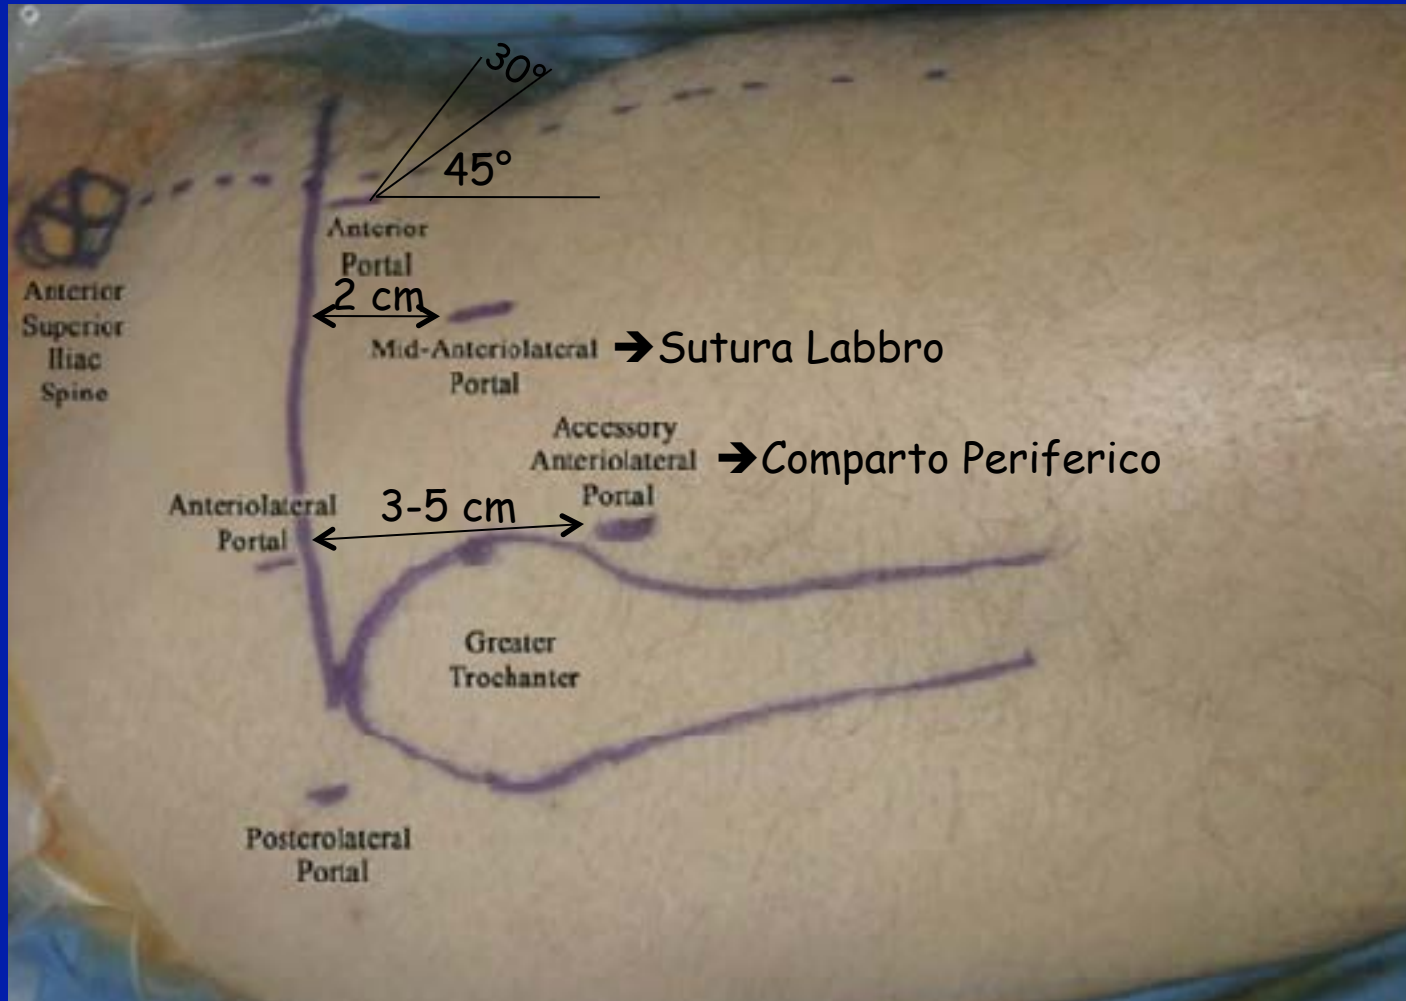 30°
45°
Anterior
Portal
2 cm
Anterior
Superior
Iliac
Spine
Mid-Anteriolateral
Portal
➔ Sutura Labbro
Accessory
Anteriolateral
Portal
➔ Comparto Periferico
Anteriolateral
Portal
3-5 cm
Greater
Trochanter
Posterolateral
Portal